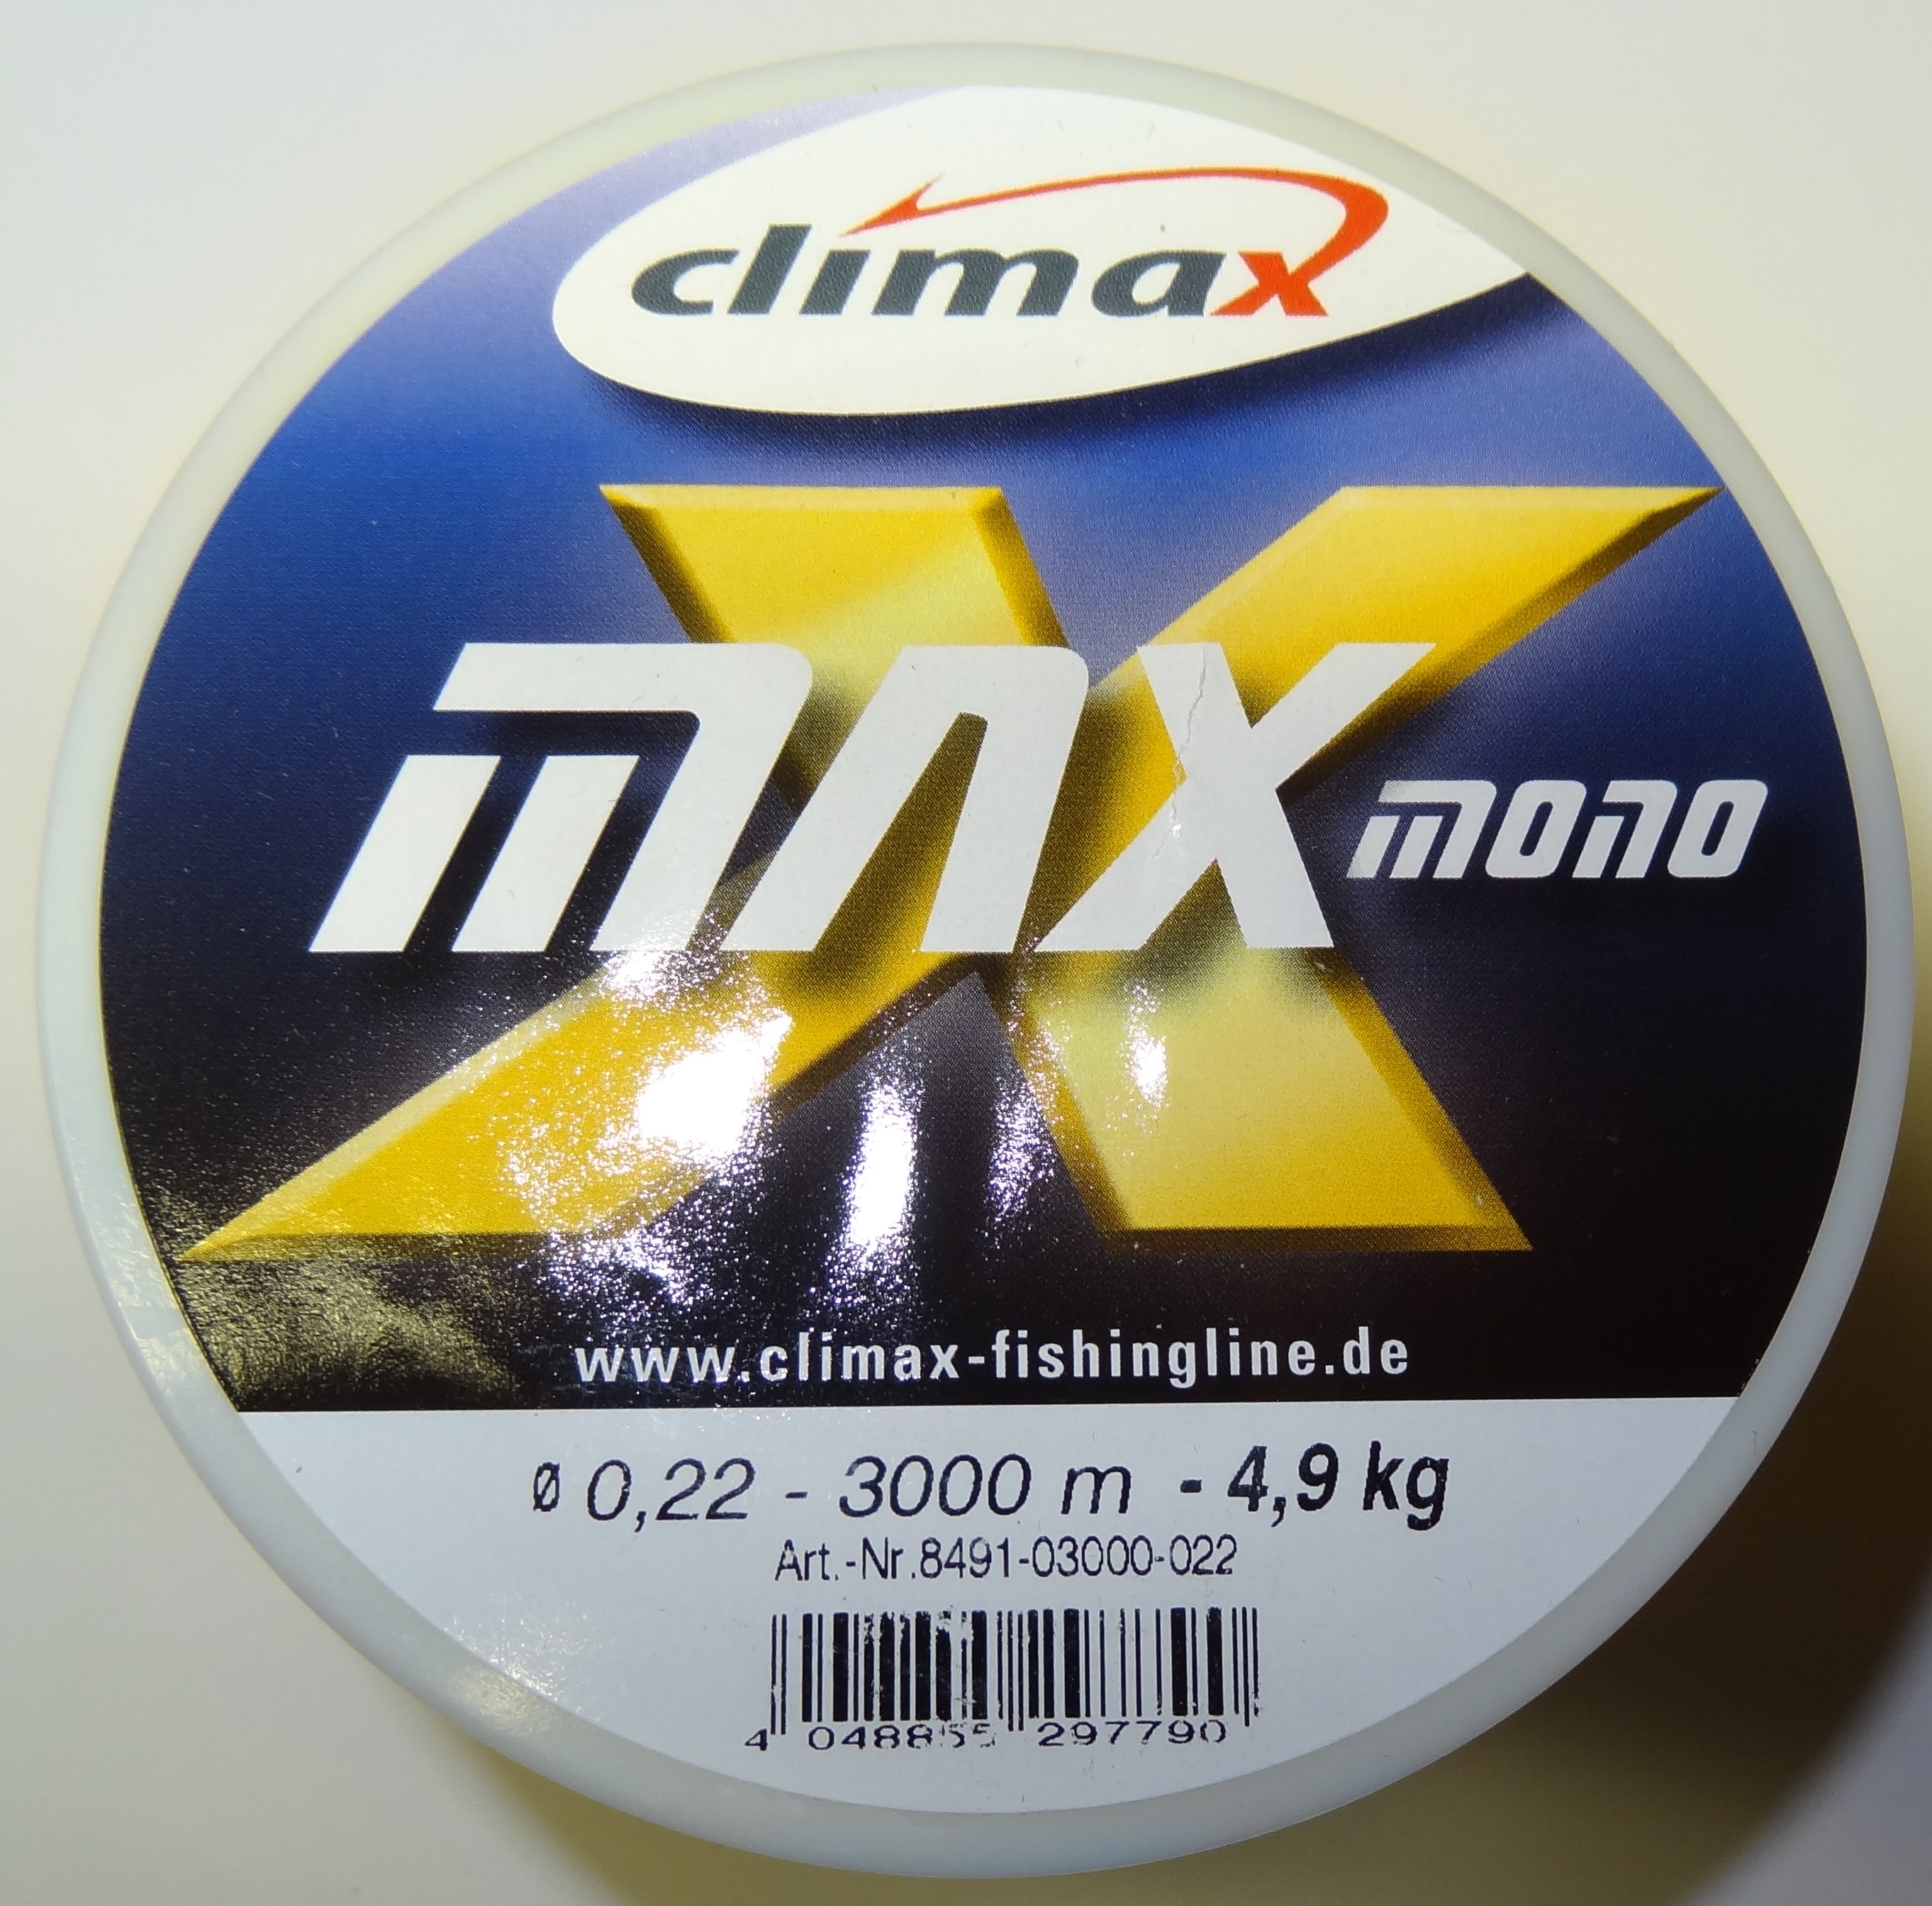 climax
max mono
www.climax-fishingline.de
ø 0,22 - 3000 m - 4,9 kg
Art.-Nr.8491-03000-022
4 048855 297790